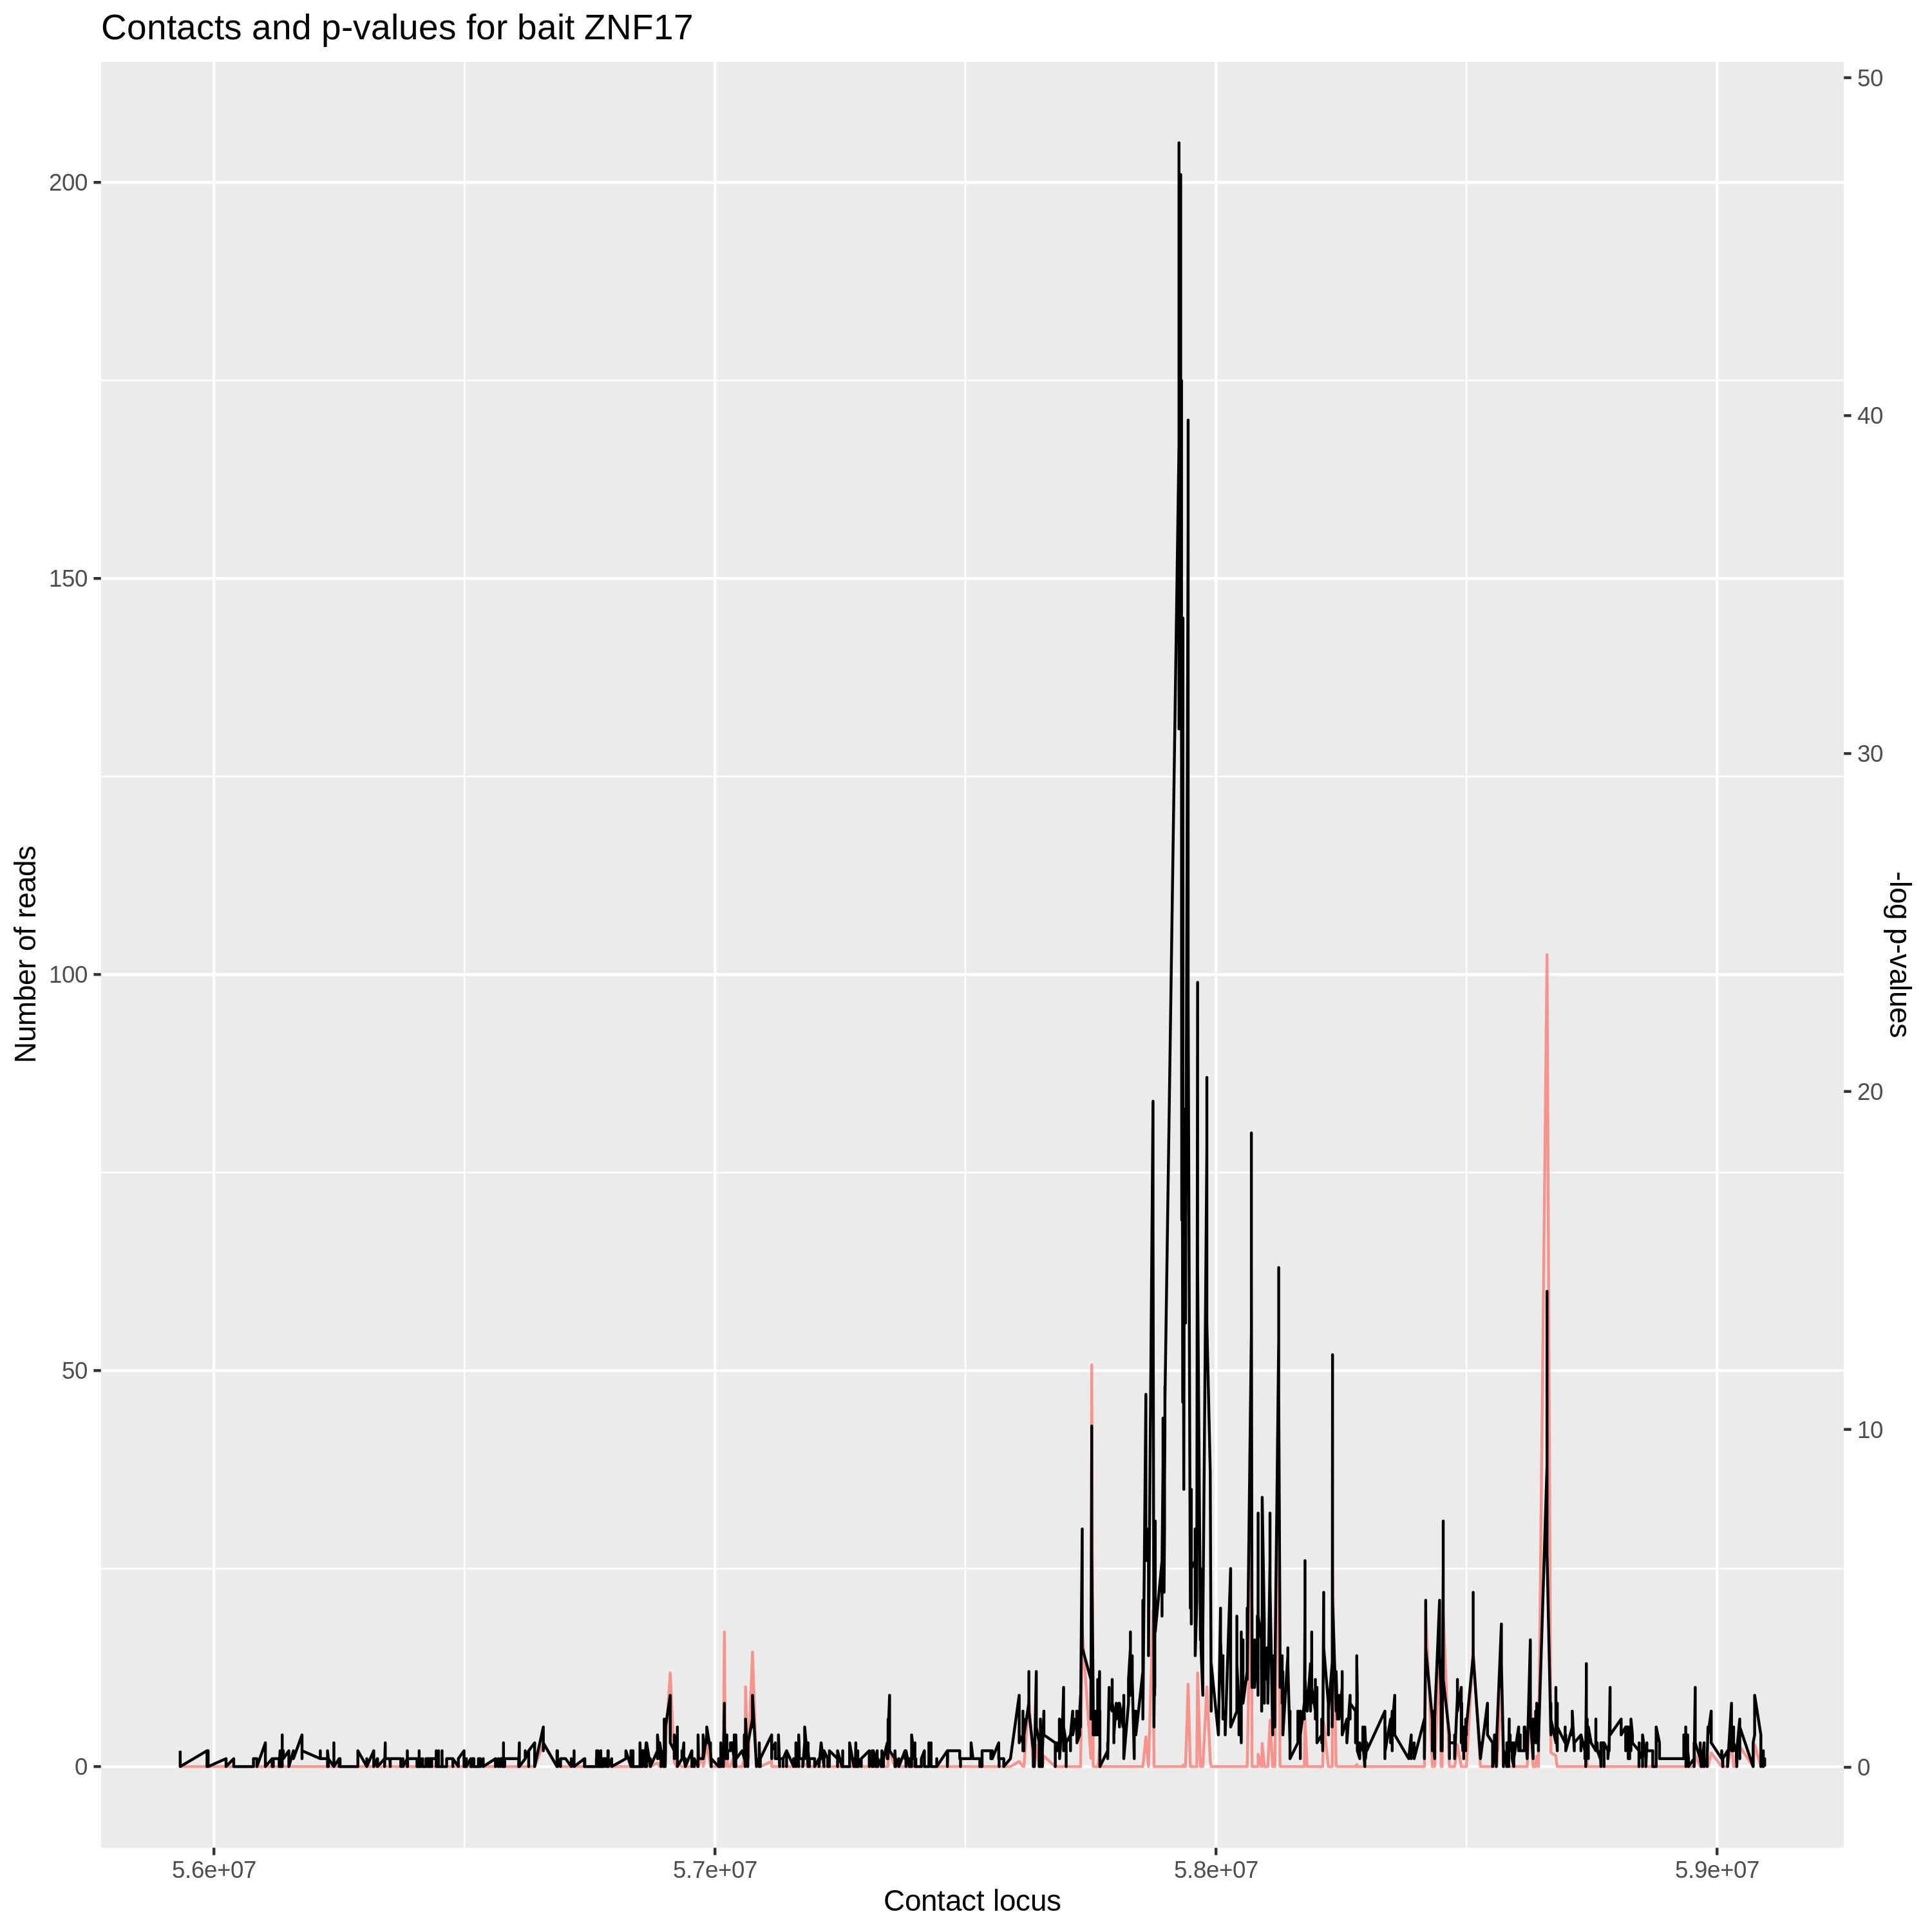 Contacts and p-values for bait ZNF17
Number of reads
200
150
100
50
0
50
40
30
20
10
0
-log p-values
5.6e+07
5.7e+07
5.8e+07
5.9e+07
Contact locus